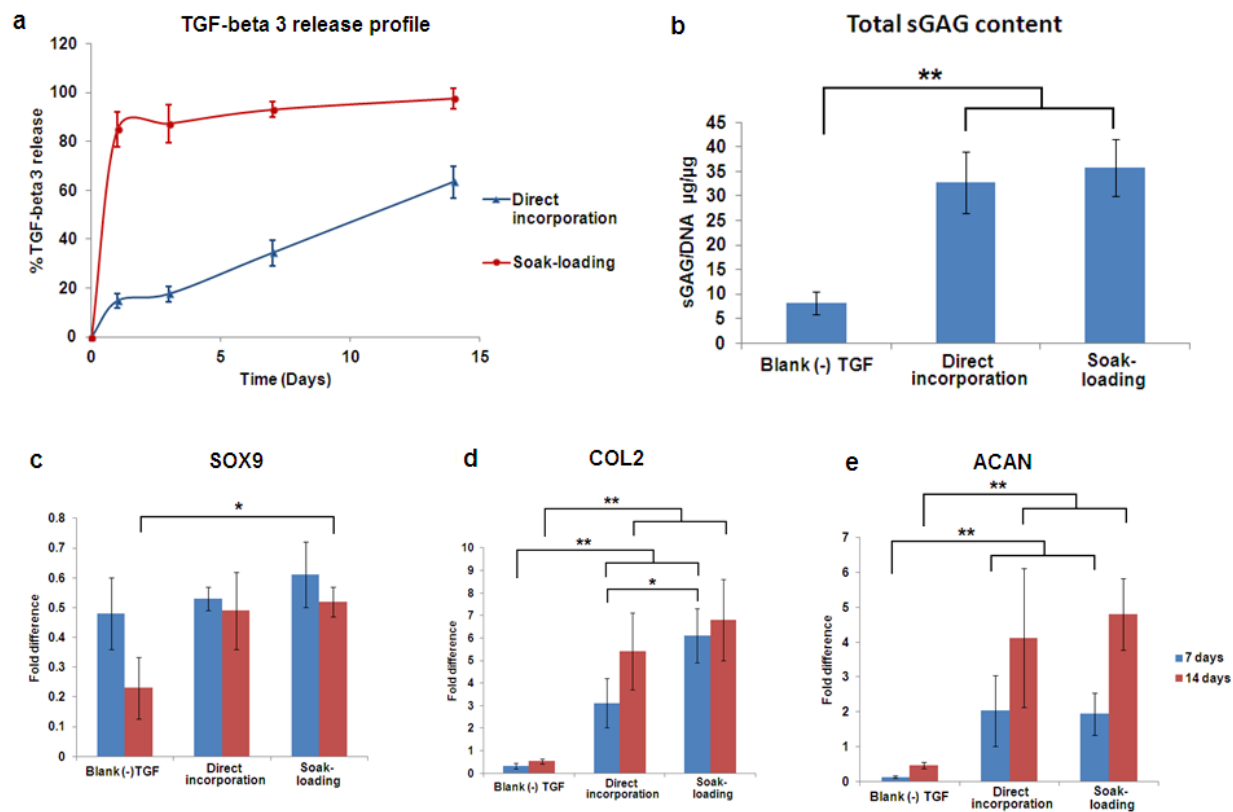 a
TGF-beta 3 release profile
% TGF-beta 3 release
120
100
80
60
40
20
0
0
5
10
15
Time (Days)
Direct
incorporation
Soak-loading
b
Total sGAG content
**
sGAG/DNA µg/µg
45
40
35
30
25
20
15
10
5
0
Blank (-) TGF
Direct
incorporation
Soak-
loading
c
SOX9
*
Fold difference
0.8
0.7
0.6
0.5
0.4
0.3
0.2
0.1
0
Blank (-)TGF
Direct
incorporation
Soak-
loading
d
COL2
**
**
*
Fold difference
10
9
8
7
6
5
4
3
2
1
0
Blank (-) TGF
Direct
incorporation
Soak-
loading
e
ACAN
**
**
Fold difference
7
6
5
4
3
2
1
0
Blank (-) TGF
Direct
incorporation
Soak-
loading
7 days
14 days